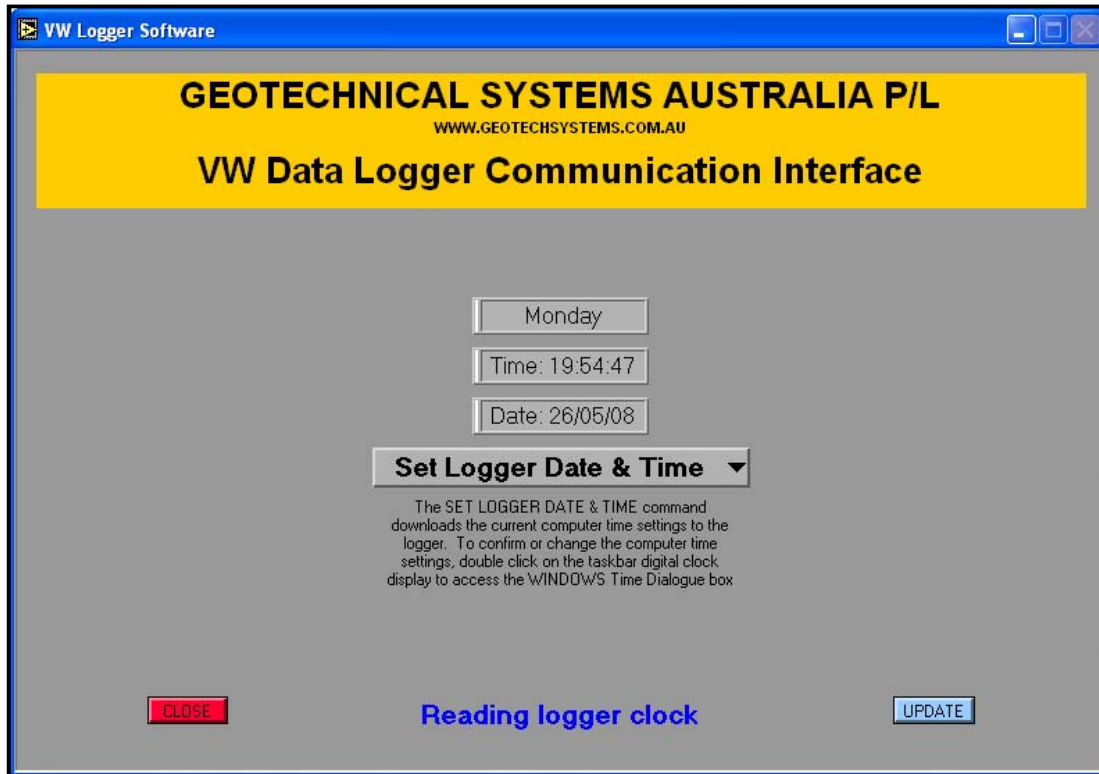 VW Logger Software
GEOTECHNICAL SYSTEMS AUSTRALIA P/L
WWW.GEOTECHSYSTEMS.COM.AU
VW Data Logger Communication Interface
Monday
Time: 19:54:47
Date: 26/05/08
Set Logger Date & Time
The SET LOGGER DATE & TIME command
downloads the current computer time settings to the
logger. To confirm or change the computer time
settings, double click on the taskbar digital clock
display to access the WINDOWS Time Dialogue box
CLOSE
Reading logger clock
UPDATE